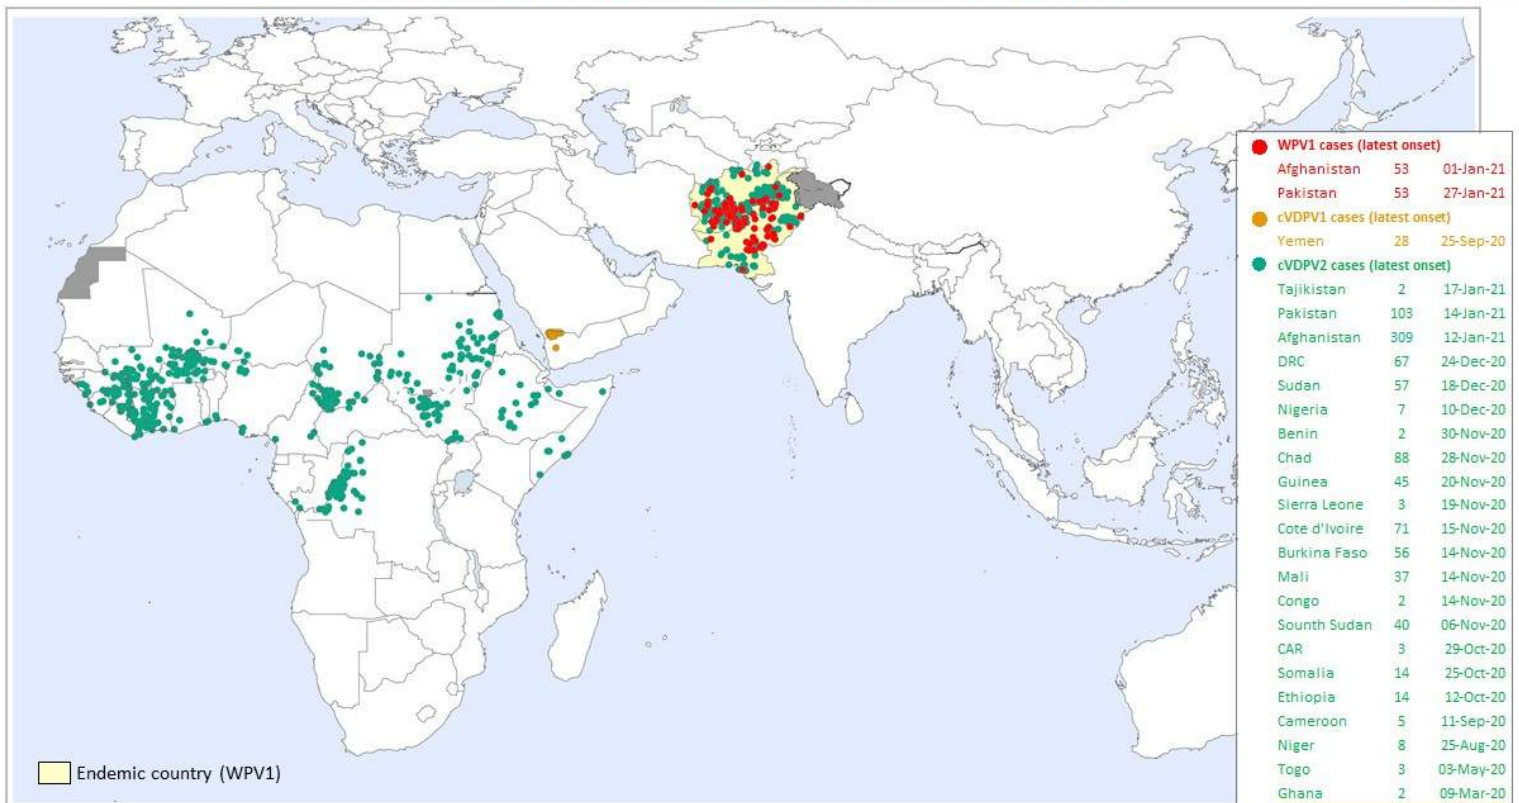 WPV1 cases (latest onset)
Afghanistan 53 01-Jan-21
Pakistan 53 27-Jan-21
cVDPV1 cases (latest onset)
Yemen 28 25-Sep-20
cVDPV2 cases (latest onset)
Tajikistan 2 17-Jan-21
Pakistan 103 14-Jan-21
Afghanistan 309 12-Jan-21
DRC 67 24-Dec-20
Sudan 57 18-Dec-20
Nigeria 7 10-Dec-20
Benin 2 30-Nov-20
Chad 88 28-Nov-20
Guinea 45 20-Nov-20
Sierra Leone 3 19-Nov-20
Cote d'Ivoire 71 15-Nov-20
Burkina Faso 56 14-Nov-20
Mali 37 14-Nov-20
Congo 2 14-Nov-20
Sounth Sudan 40 06-Nov-20
CAR 3 29-Oct-20
Somalia 14 25-Oct-20
Ethiopia 14 12-Oct-20
Cameroon 5 11-Sep-20
Niger 8 25-Aug-20
Togo 3 03-May-20
Ghana 2 09-Mar-20
Endemic country (WPV1)